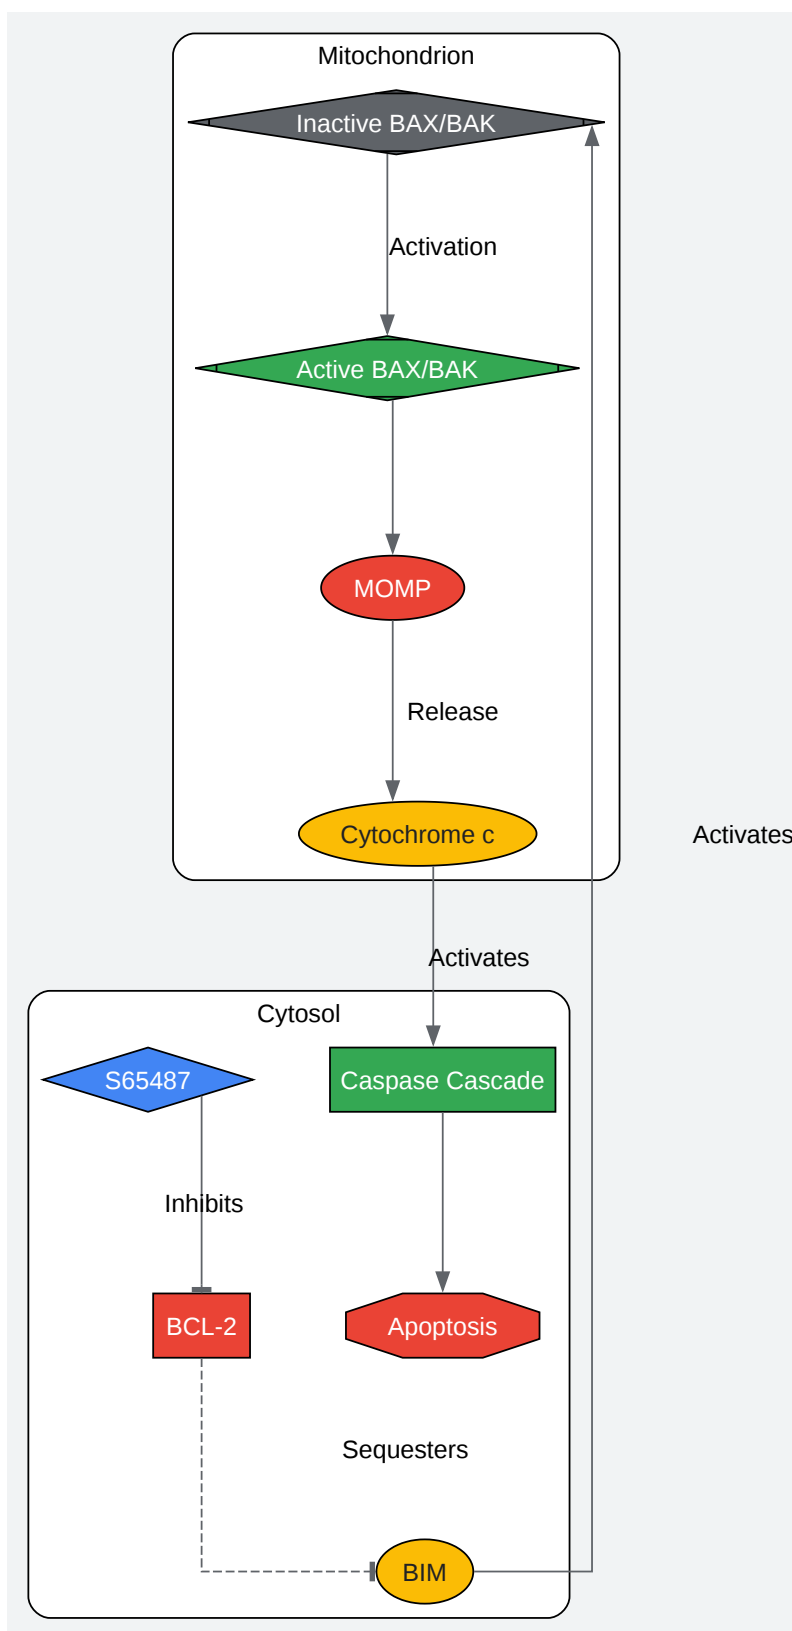 Mitochondrion
Inactive BAX/BAK
Activation
Active BAX/BAK
MOMP
Release
Cytochrome c
Activates
Activates
Cytosol
S65487
Caspase Cascade
Inhibits
BCL-2
Apoptosis
Sequesters
BIM